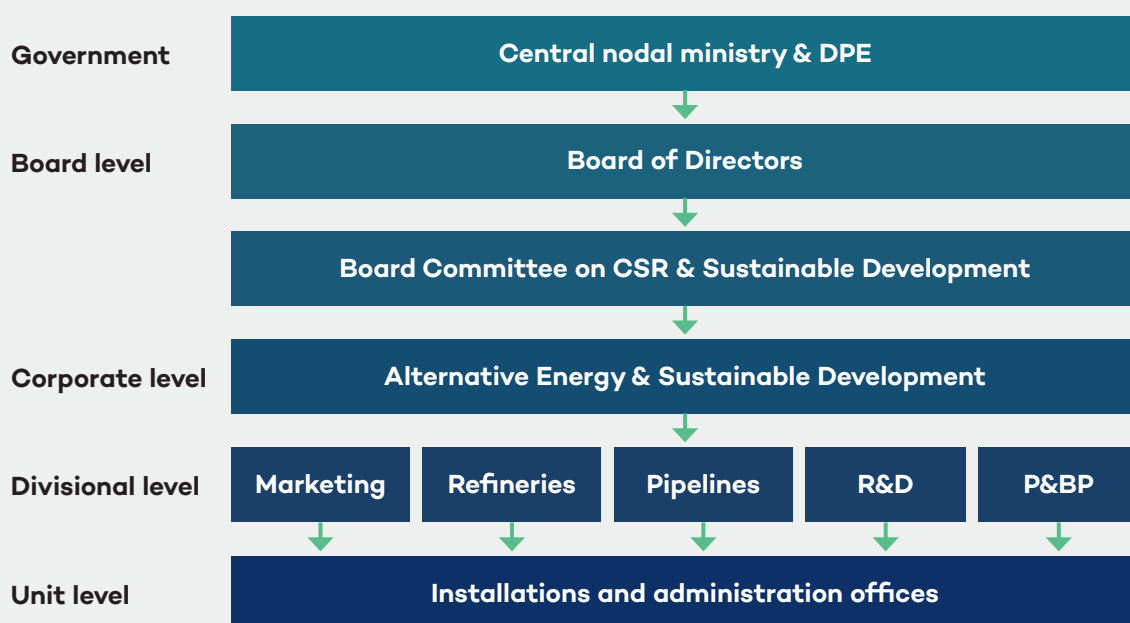 Government
Central nodal ministry & DPE
Board level
Board of Directors
Board Committee on CSR & Sustainable Development
Corporate level
Alternative Energy & Sustainable Development
Divisional level
Marketing
Refineries
Pipelines
R&D
P&BP
Unit level
Installations and administration offices